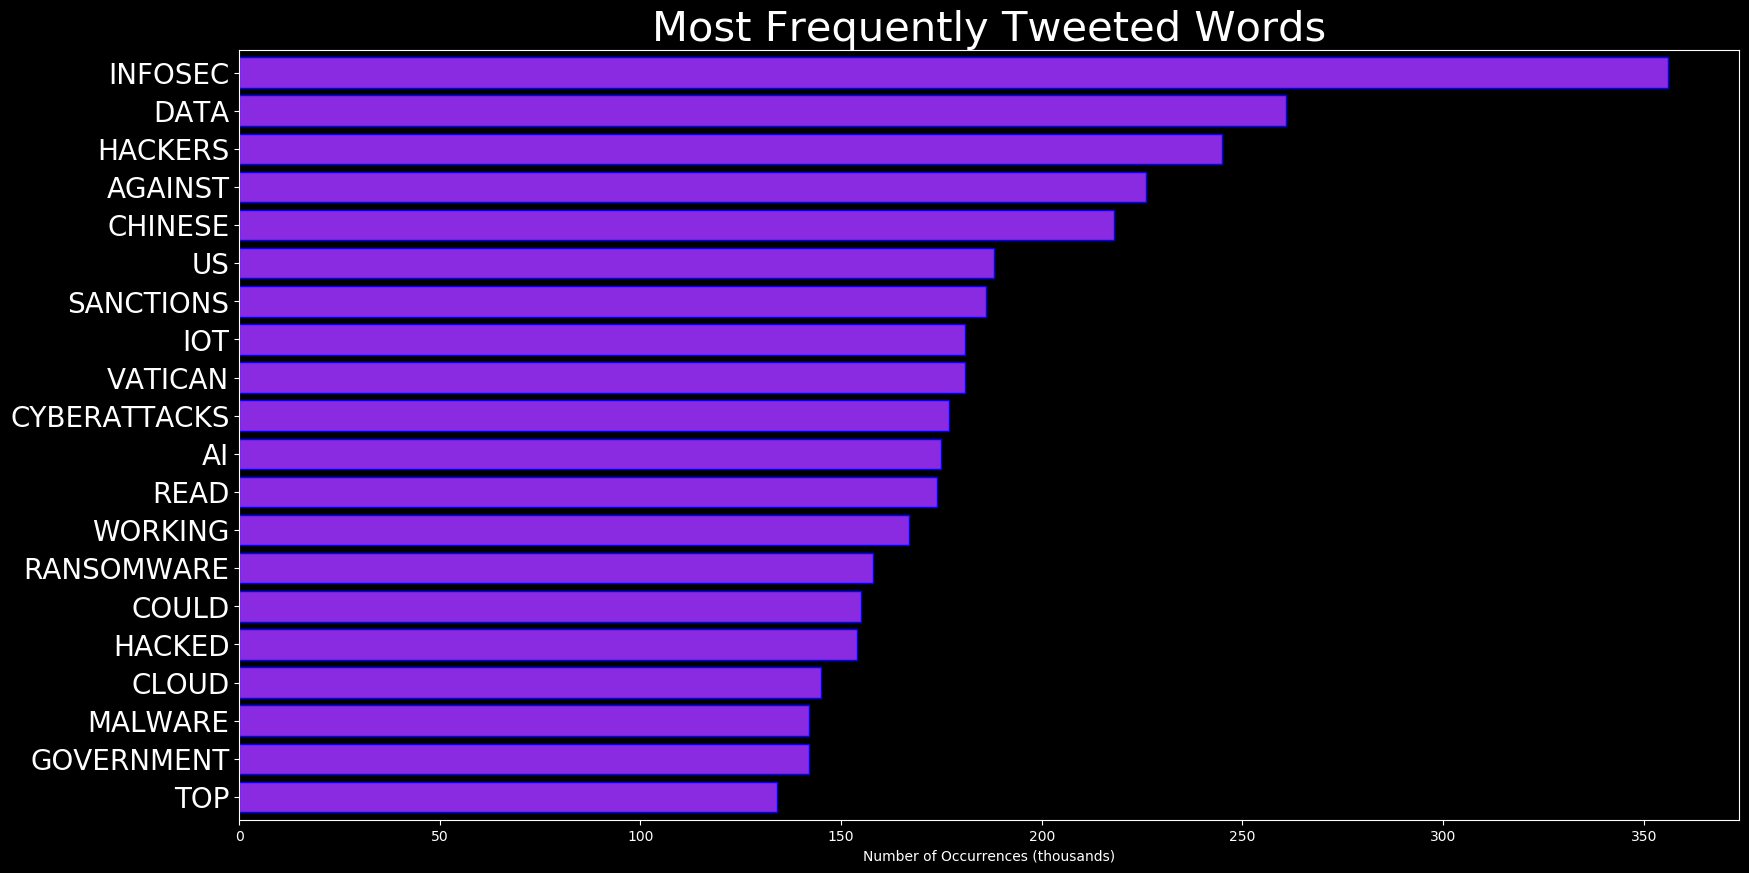 Most Frequently Tweeted Words
INFOSEC
DATA
HACKERS
AGAINST
CHINESE
US
SANCTIONS
IOT
VATICAN
CYBERATTACKS
AI
READ
WORKING
RANSOMWARE
COULD
HACKED
CLOUD
MALWARE
GOVERNMENT
TOP
0 50 100 150 200 250 300 350
Number of Occurrences (thousands)